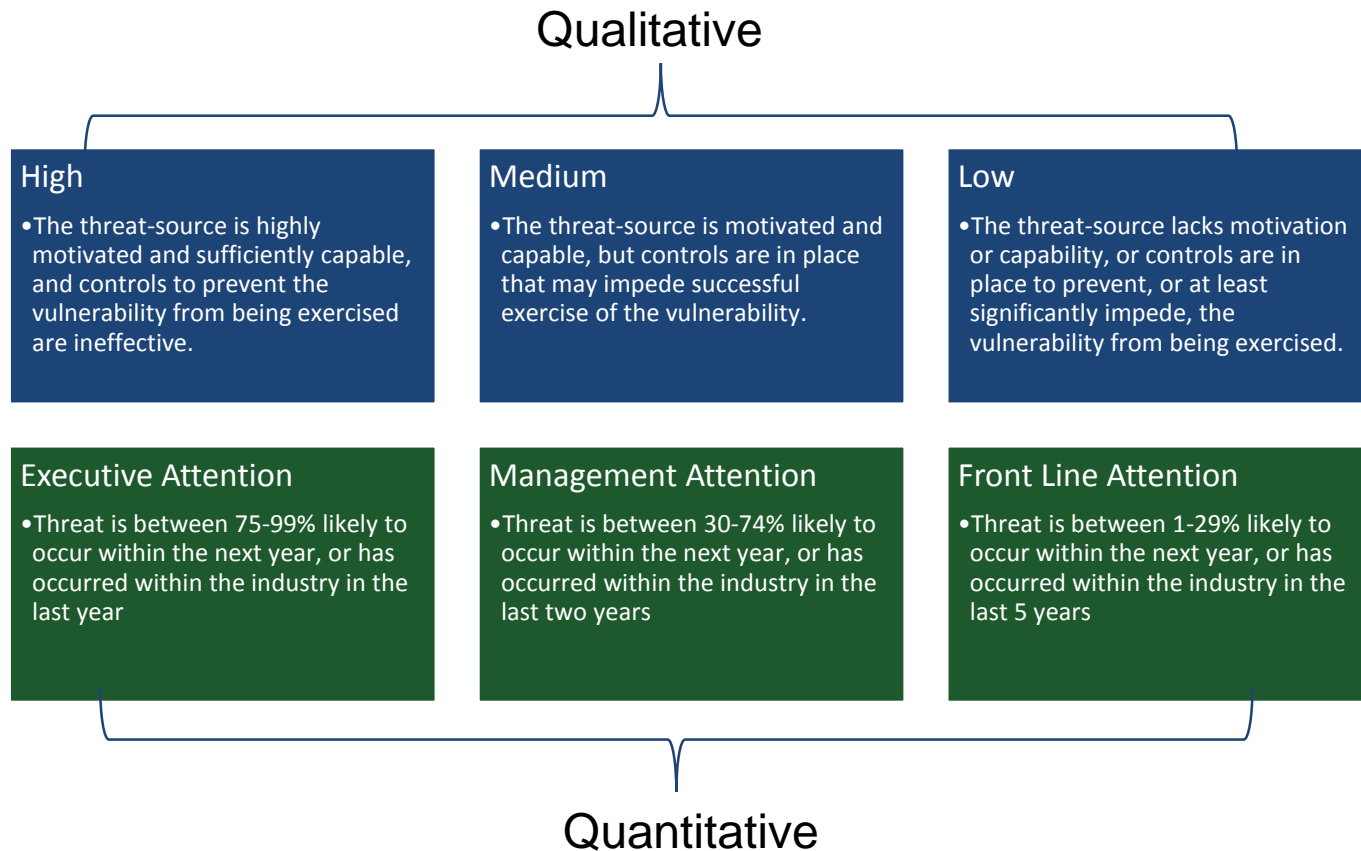 Qualitative
High
•The threat-source is highly
motivated and sufficiently capable,
and controls to prevent the
vulnerability from being exercised
are ineffective.
Medium
•The threat-source is motivated and
capable, but controls are in place
that may impede successful
exercise of the vulnerability.
Low
•The threat-source lacks motivation
or capability, or controls are in
place to prevent, or at least
significantly impede, the
vulnerability from being exercised.
Executive Attention
•Threat is between 75-99% likely to
occur within the next year, or has
occurred within the industry in the
last year
Management Attention
•Threat is between 30-74% likely to
occur within the next year, or has
occurred within the industry in the
last two years
Front Line Attention
•Threat is between 1-29% likely to
occur within the next year, or has
occurred within the industry in the
last 5 years
Quantitative